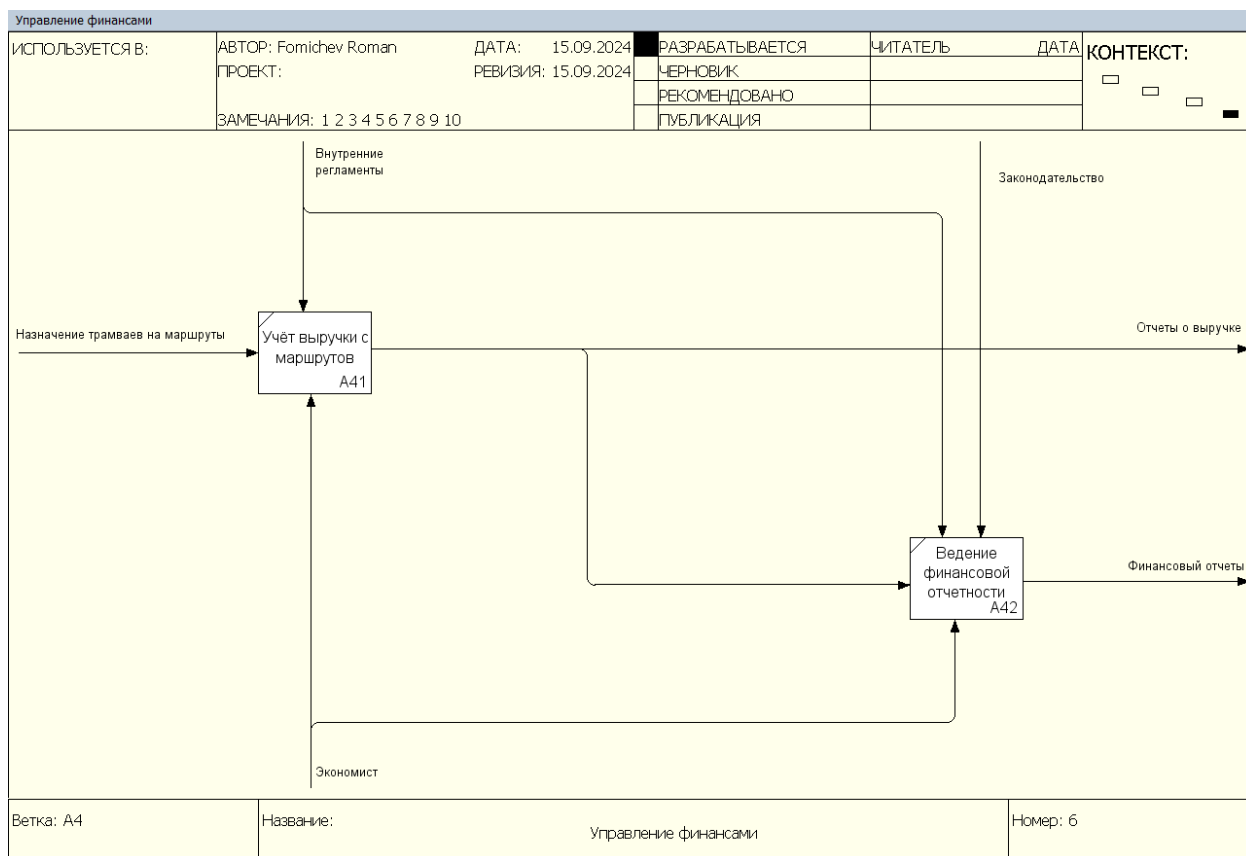 Управление финансами
ИСПОЛЬЗУЕТСЯ В:
АВТОР: Fomichev Roman
ДАТА: 15.09.2024
ПРОЕКТ:
РЕВИЗИЯ: 15.09.2024
ЗАМЕЧАНИЯ: 1 2 3 4 5 6 7 8 9 10
РАЗРАБАТЫВАЕТСЯ
ЧЕРНОВИК
РЕКОМЕНДОВАНО
ПУБЛИКАЦИЯ
ЧИТАТЕЛЬ
ДАТА
КОНТЕКСТ:
Внутренние
регламенты
Законодательство
Назначение трамваев на маршруты
Учёт выручки с
маршрутов
A41
Отчеты о выручке
Ведение
финансовой
отчетности
A42
Финансовый отчеты
Экономист
Ветка: A4
Название:
Управление финансами
Номер: 6